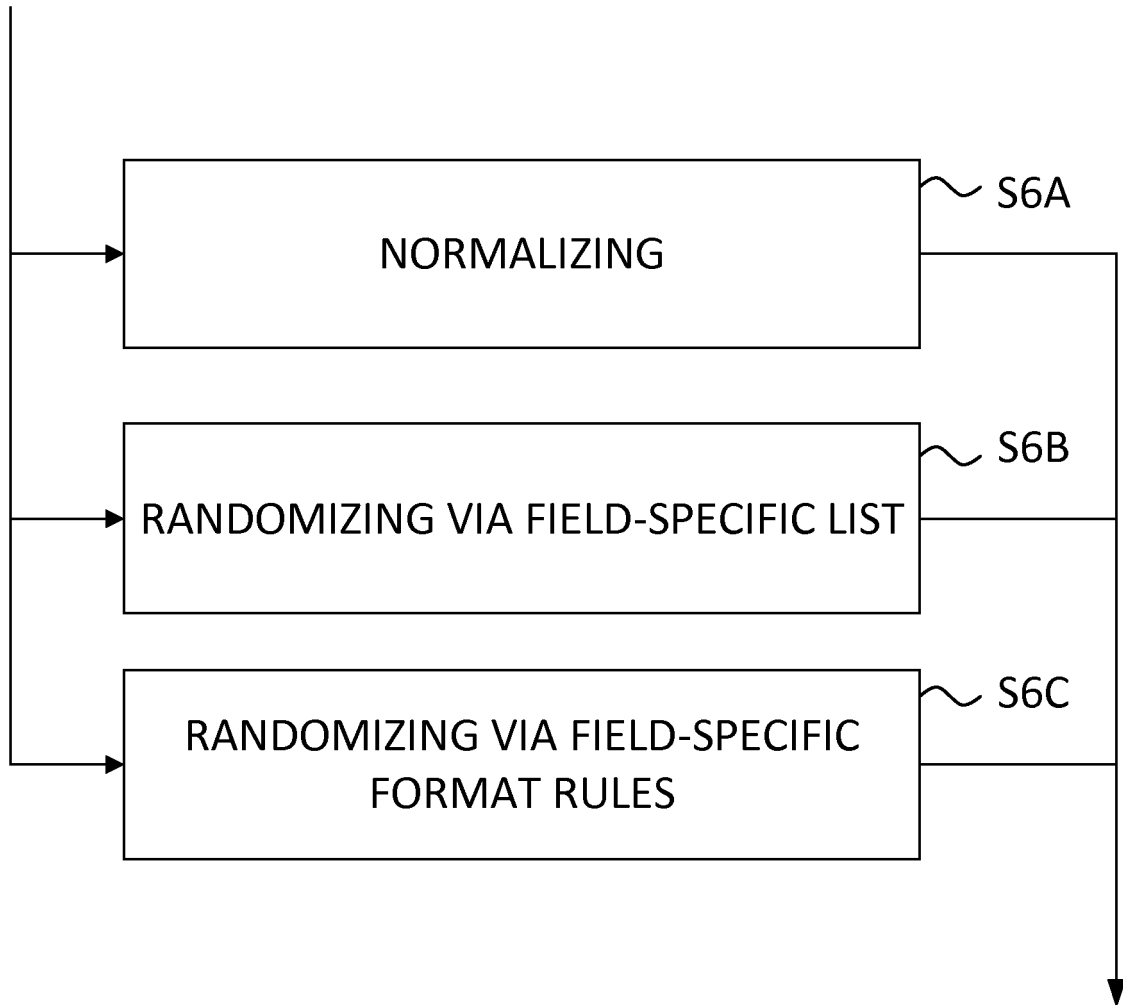 S6A
NORMALIZING
S6B
RANDOMIZING VIA FIELD-SPECIFIC LIST
S6C
RANDOMIZING VIA FIELD-SPECIFIC
FORMAT RULES